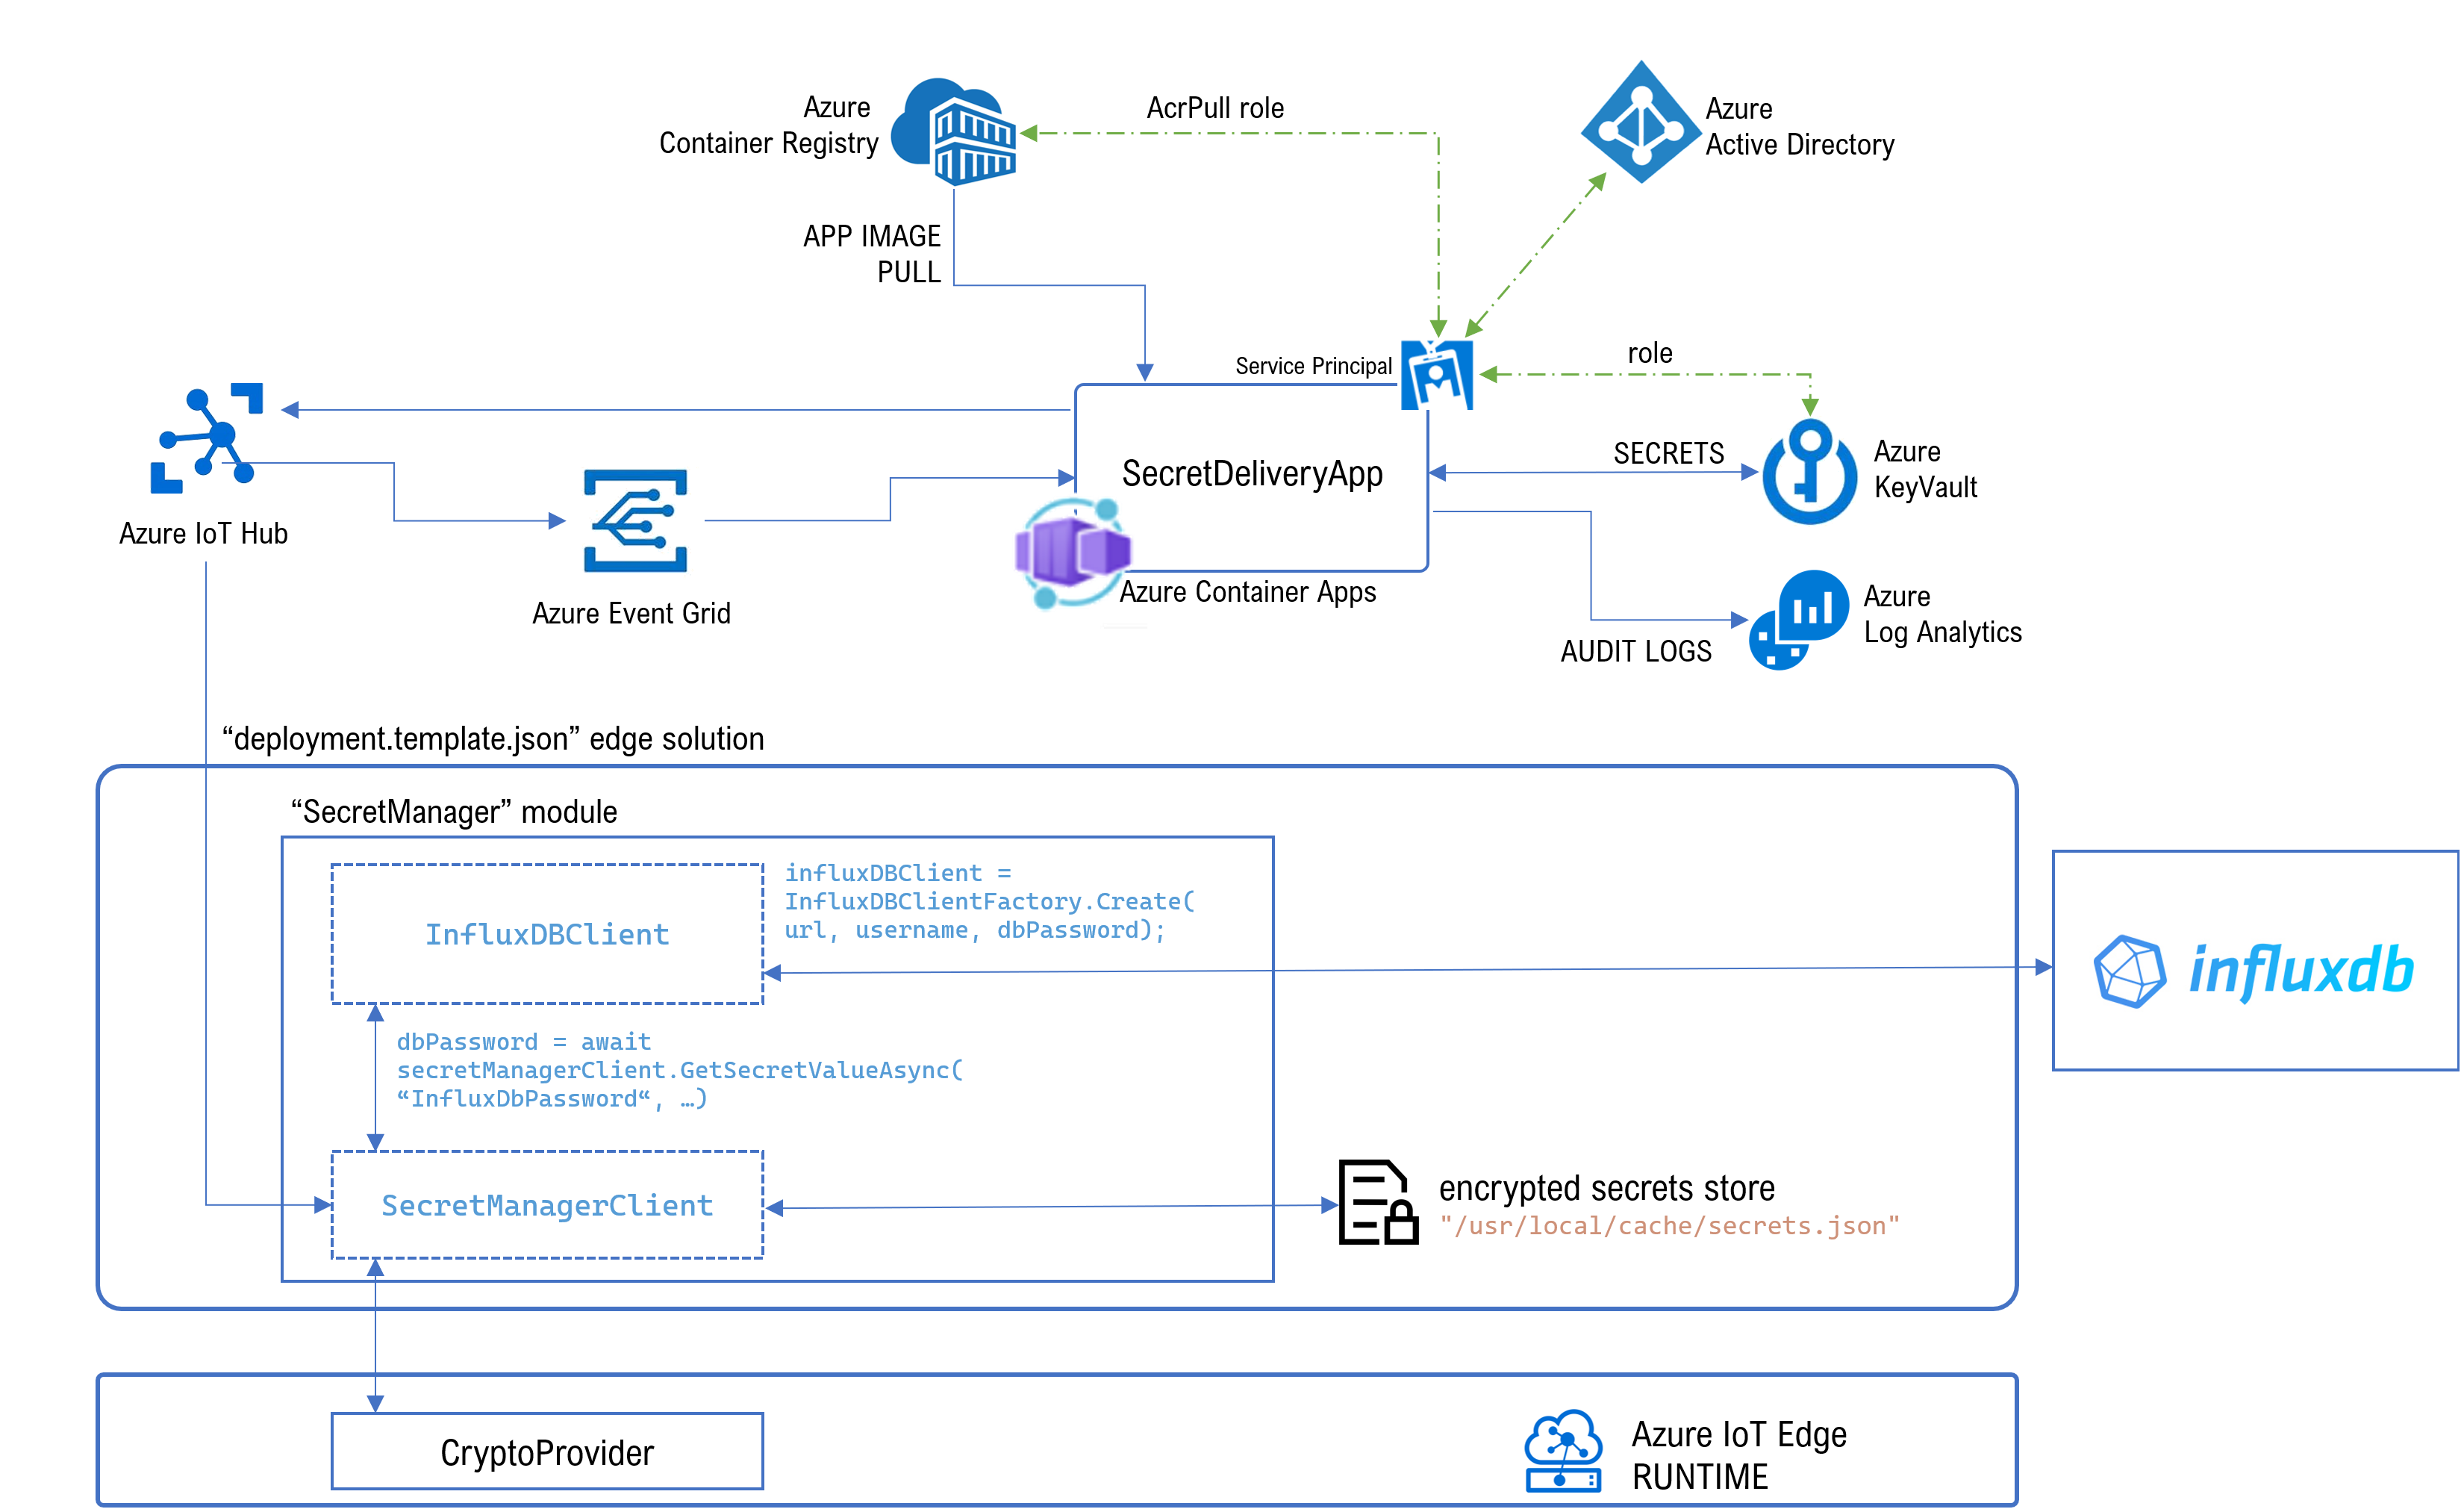 Azure
Container Registry
AcrPull role
Azure
Active Directory
APP IMAGE
PULL
Service Principal
role
SecretDeliveryApp
SECRETS
Azure
KeyVault
Azure IoT Hub
Azure Event Grid
Azure Container Apps
Azure
Log Analytics
AUDIT LOGS
“deployment.template.json” edge solution
“SecretManager” module
influxDBClient =
InfluxDBClientFactory.Create(
url, username, dbPassword);
InfluxDBClient
influxdb
dbPassword = await
secretManagerClient.GetSecretValueAsync(
“InfluxDbPassword“, …)
SecretManagerClient
encrypted secrets store
"/usr/local/cache/secrets.json"
CryptoProvider
Azure IoT Edge
RUNTIME